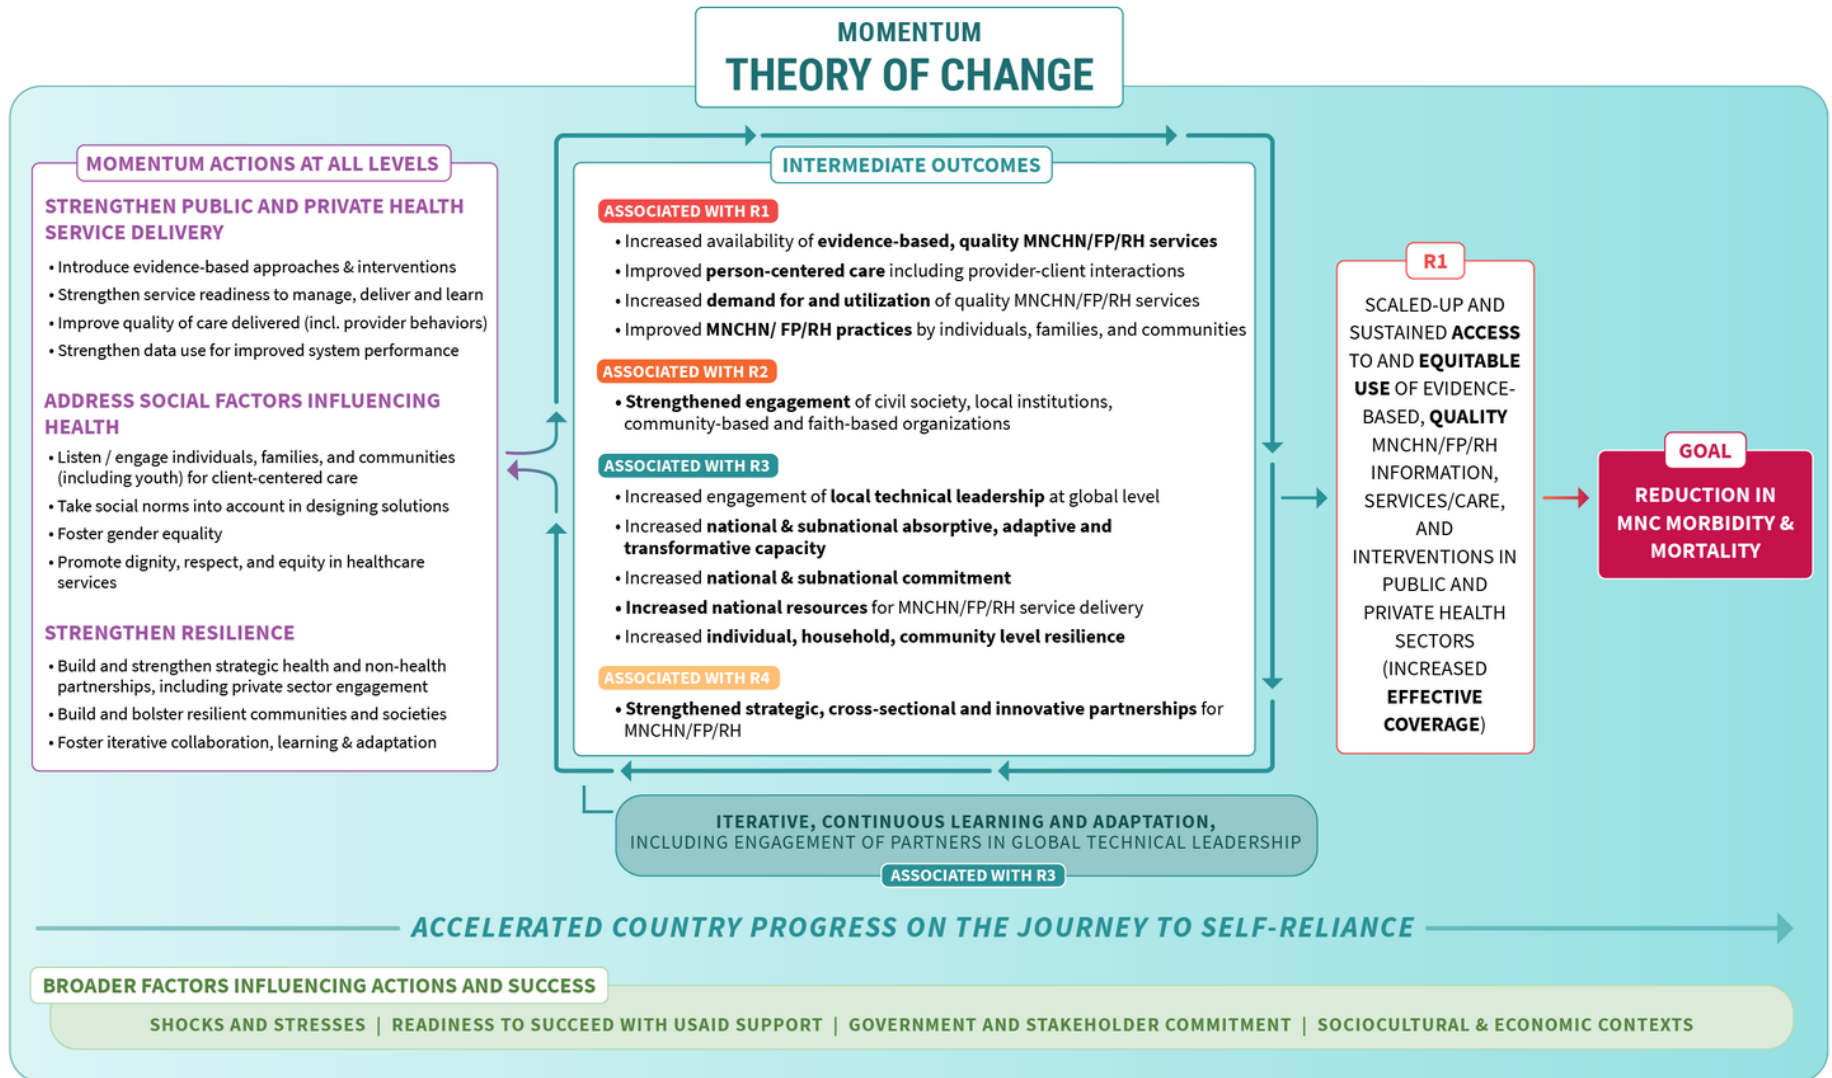 MOMENTUM
THEORY OF CHANGE
MOMENTUM ACTIONS AT ALL LEVELS
STRENGTHEN PUBLIC AND PRIVATE HEALTH
SERVICE DELIVERY
• Introduce evidence-based approaches & interventions
• Strengthen service readiness to manage, deliver and learn
• Improve quality of care delivered (incl. provider behaviors)
• Strengthen data use for improved system performance
ADDRESS SOCIAL FACTORS INFLUENCING
HEALTH
• Listen / engage individuals, families, and communities
(including youth) for client-centered care
• Take social norms into account in designing solutions
• Foster gender equality
• Promote dignity, respect, and equity in healthcare
services
STRENGTHEN RESILIENCE
• Build and strengthen strategic health and non-health
partnerships, including private sector engagement
• Build and bolster resilient communities and societies
• Foster iterative collaboration, learning & adaptation
INTERMEDIATE OUTCOMES
ASSOCIATED WITH R1
• Increased availability of evidence-based, quality MNCHN/FP/RH services
• Improved person-centered care including provider-client interactions
• Increased demand for and utilization of quality MNCHN/FP/RH services
• Improved MNCHN/ FP/RH practices by individuals, families, and communities
ASSOCIATED WITH R2
• Strengthened engagement of civil society, local institutions,
community-based and faith-based organizations
ASSOCIATED WITH R3
• Increased engagement of local technical leadership at global level
• Increased national & subnational absorptive, adaptive and
transformative capacity
• Increased national & subnational commitment
• Increased national resources for MNCHN/FP/RH service delivery
• Increased individual, household, community level resilience
ASSOCIATED WITH R4
• Strengthened strategic, cross-sectional and innovative partnerships for
MNCHN/FP/RH
ITERATIVE, CONTINUOUS LEARNING AND ADAPTATION,
INCLUDING ENGAGEMENT OF PARTNERS IN GLOBAL TECHNICAL LEADERSHIP
ASSOCIATED WITH R3
R1
SCALED-UP AND
SUSTAINED ACCESS
TO AND EQUITABLE
USE OF EVIDENCE-
BASED, QUALITY
MNCHN/FP/RH
INFORMATION,
SERVICES/CARE,
AND
INTERVENTIONS IN
PUBLIC AND
PRIVATE HEALTH
SECTORS
(INCREASED
EFFECTIVE
COVERAGE)
GOAL
REDUCTION IN
MNC MORBIDITY &
MORTALITY
ACCELERATED COUNTRY PROGRESS ON THE JOURNEY TO SELF-RELIANCE
BROADER FACTORS INFLUENCING ACTIONS AND SUCCESS
SHOCKS AND STRESSES | READINESS TO SUCCEED WITH USAID SUPPORT | GOVERNMENT AND STAKEHOLDER COMMITMENT | SOCIOCULTURAL & ECONOMIC CONTEXTS